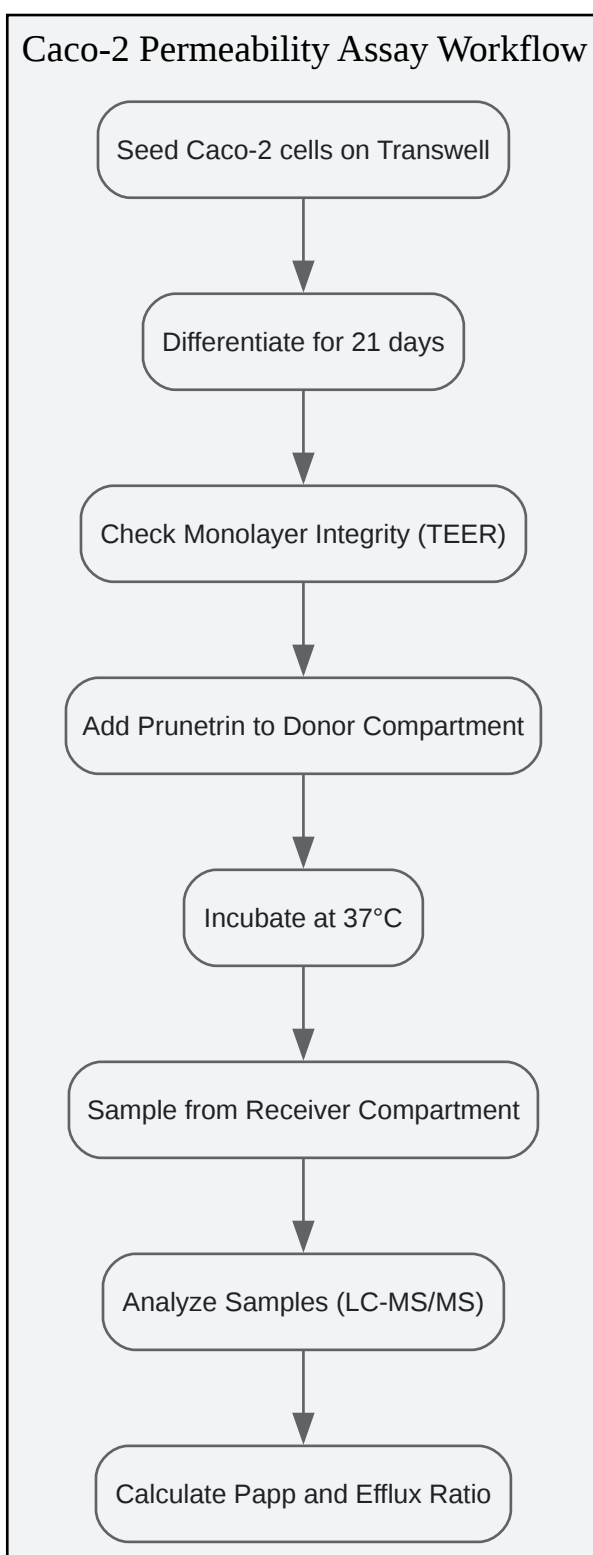 Caco-2 Permeability Assay Workflow
Seed Caco-2 cells on Transwell
Differentiate for 21 days
Check Monolayer Integrity (TEER)
Add Prunetrin to Donor Compartment
Incubate at 37°C
Sample from Receiver Compartment
Analyze Samples (LC-MS/MS)
Calculate Papp and Efflux Ratio